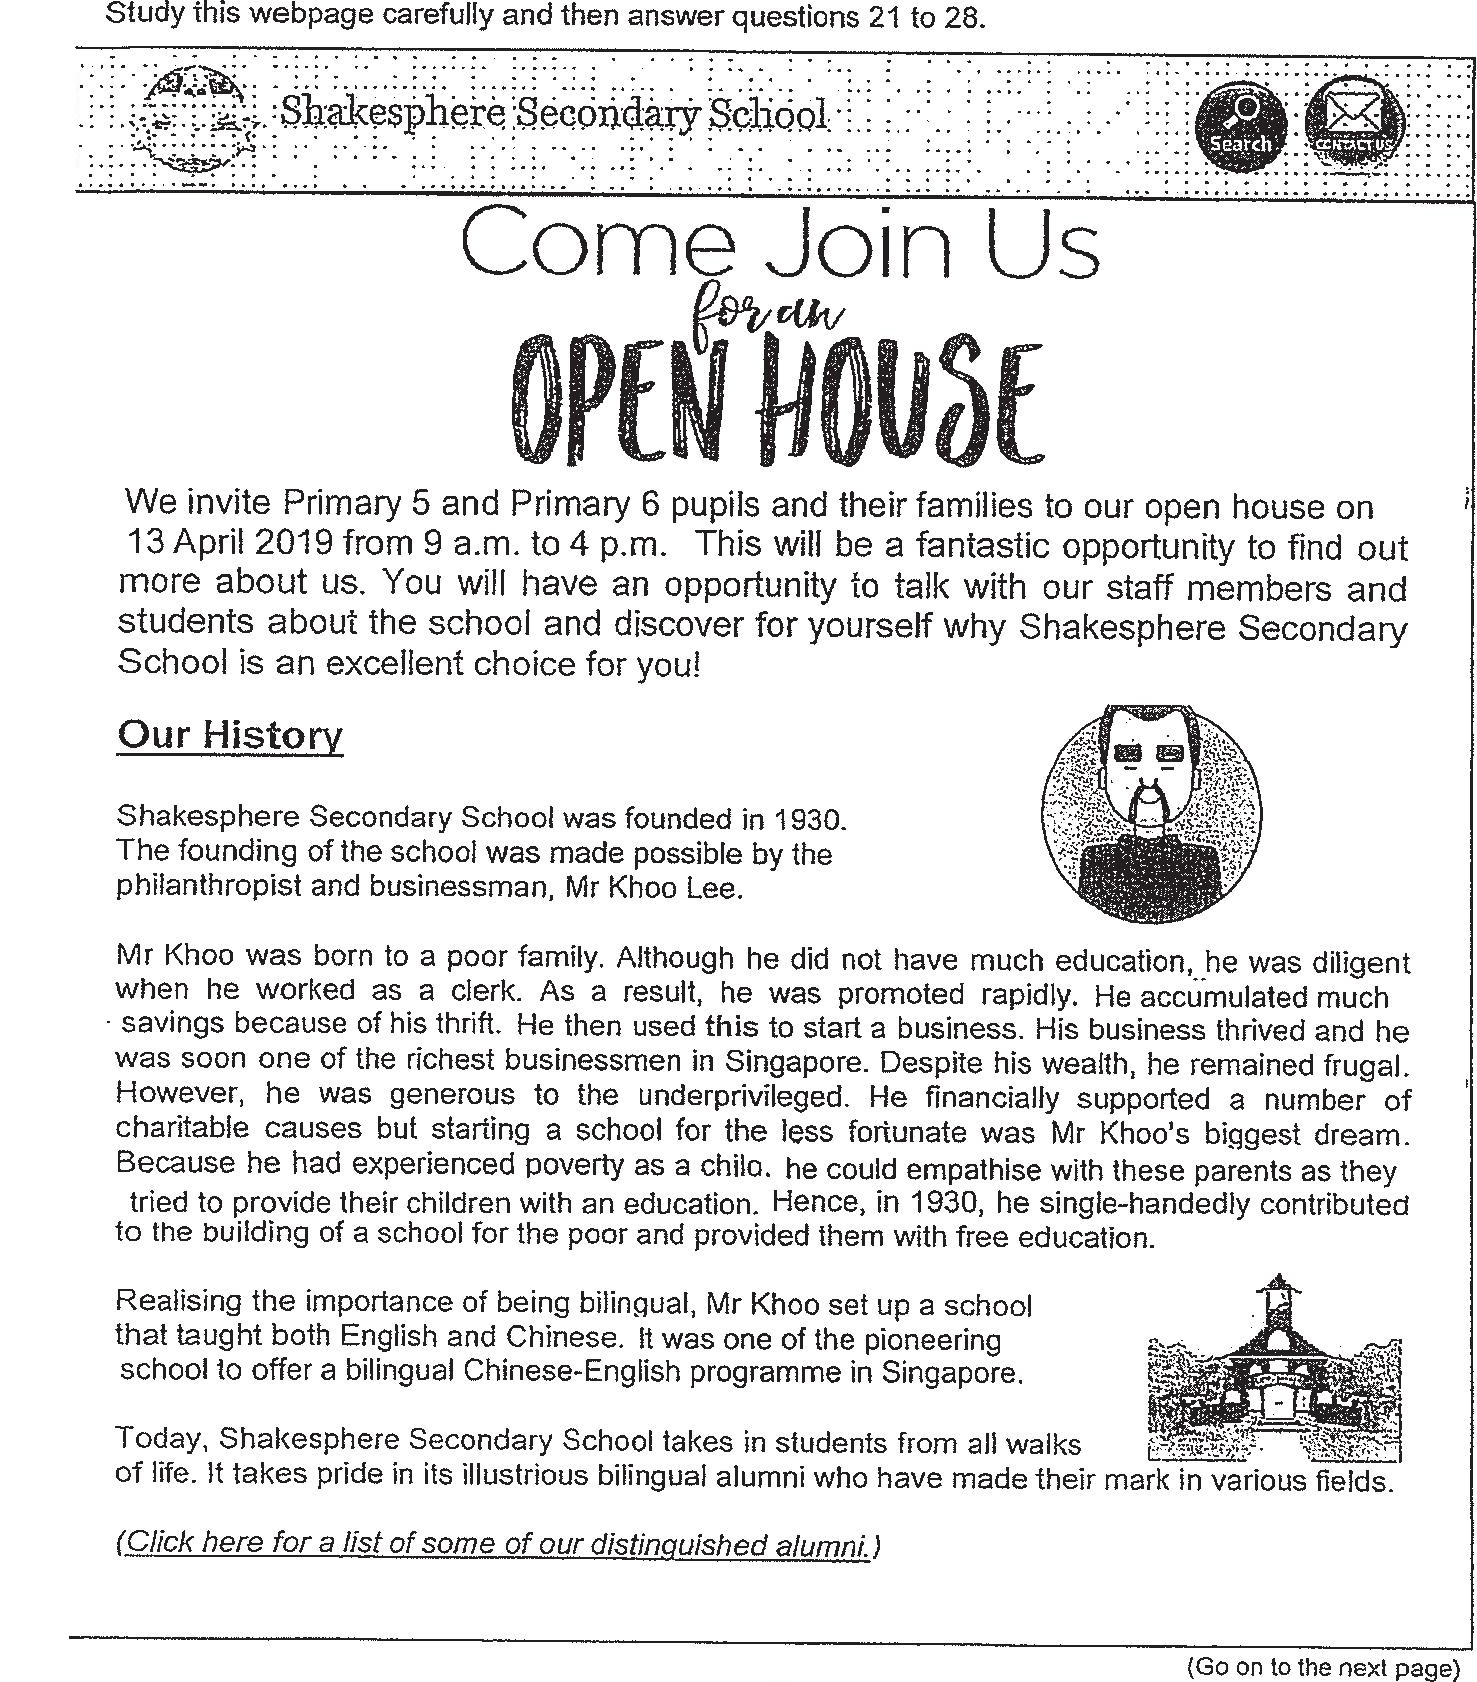 Study this webpage carefully and then answer questions 21 to 28.
Shakesphere Secondary School
Search
CONTACT US
Come Join Us
for an
OPEN HOUSE
We invite Primary 5 and Primary 6 pupils and their families to our open house on
13 April 2019 from 9 a.m. to 4 p.m. This will be a fantastic opportunity to find out
more about us. You will have an opportunity to talk with our staff members and
students about the school and discover for yourself why Shakesphere Secondary
School is an excellent choice for you!
Our History
Shakesphere Secondary School was founded in 1930.
The founding of the school was made possible by the
philanthropist and businessman, Mr Khoo Lee.
Mr Khoo was born to a poor family. Although he did not have much education, he was diligent
when he worked as a clerk. As a result, he was promoted rapidly. He accumulated much
savings because of his thrift. He then used this to start a business. His business thrived and he
was soon one of the richest businessmen in Singapore. Despite his wealth, he remained frugal.
However, he was generous to the underprivileged. He financially supported a number of
charitable causes but starting a school for the less fortunate was Mr Khoo's biggest dream.
Because he had experienced poverty as a child. he could empathise with these parents as they
tried to provide their children with an education. Hence, in 1930, he single-handedly contributed
to the building of a school for the poor and provided them with free education.
Realising the importance of being bilingual, Mr Khoo set up a school
that taught both English and Chinese. It was one of the pioneering
school to offer a bilingual Chinese-English programme in Singapore.
Today, Shakesphere Secondary School takes in students from all walks
of life. It takes pride in its illustrious bilingual alumni who have made their mark in various fields.
(Click here for a list of some of our distinguished alumni.)
(Go on to the next page)